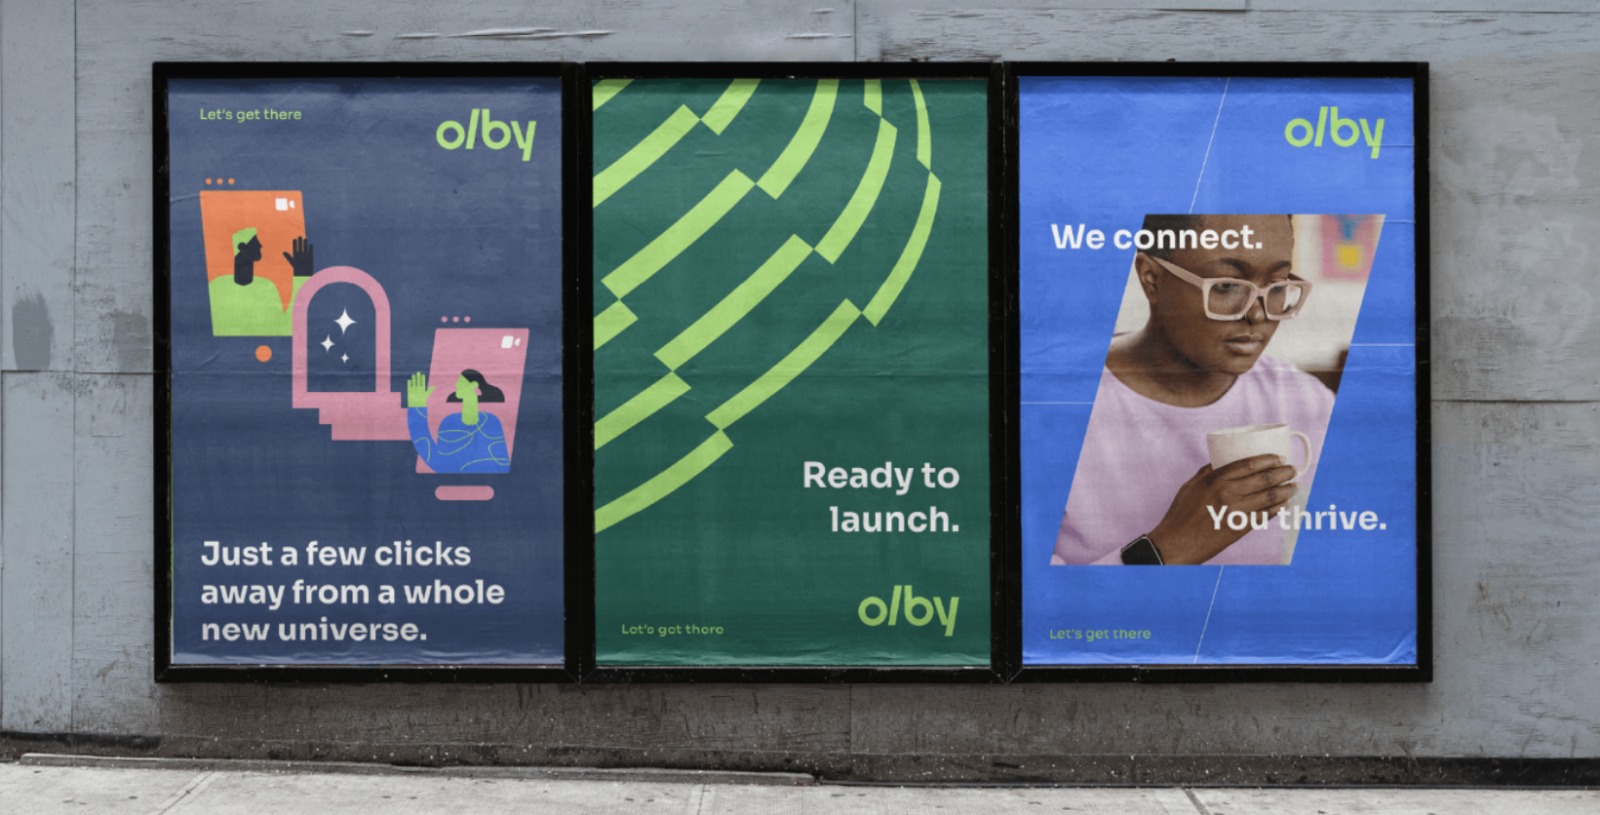 Let's get there
olby
Just a few clicks
away from a whole
new universe.
Ready to
launch.
olby
Let's get there
olby
We connect.
You thrive.
Let's get there